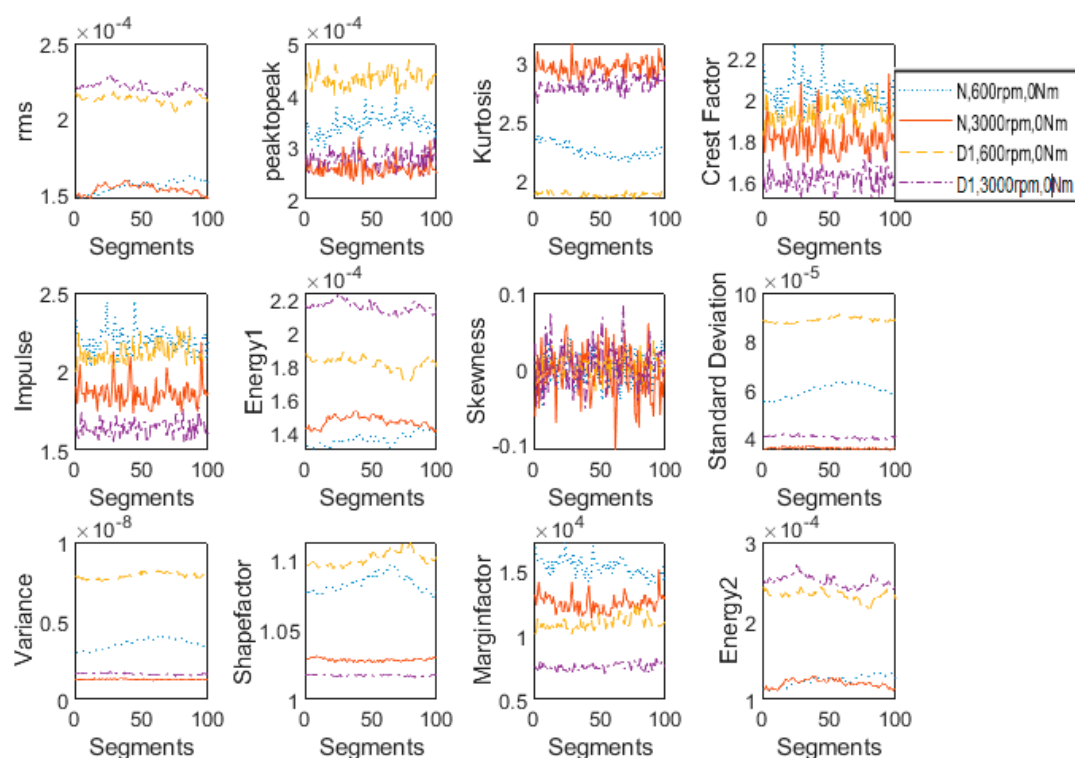 ×10⁻⁴
2.5
2
1.5
rms
0 50 100
Segments
×10⁻⁴
5
4
3
2
peaktopeak
0 50 100
Segments
3
2.5
2
Kurtosis
0 50 100
Segments
2.2
2
1.8
1.6
Crest Factor
0 50 100
Segments
N,600rpm,0Nm
N,3000rpm,0Nm
D1,600rpm,0Nm
D1,3000rpm,0Nm
2.5
2
1.5
Impulse
0 50 100
Segments
×10⁻⁴
2.2
2
1.8
1.6
1.4
Energy1
0 50 100
Segments
0.1
0
-0.1
Skewness
0 50 100
Segments
×10⁻⁵
10
8
6
4
Standard Deviation
0 50 100
Segments
×10⁻⁸
1
0.5
0
Variance
0 50 100
Segments
1.1
1.05
1
Shapefactor
0 50 100
Segments
×10⁴
1.5
1
0.5
Marginfactor
0 50 100
Segments
×10⁻⁴
3
2
1
Energy2
0 50 100
Segments